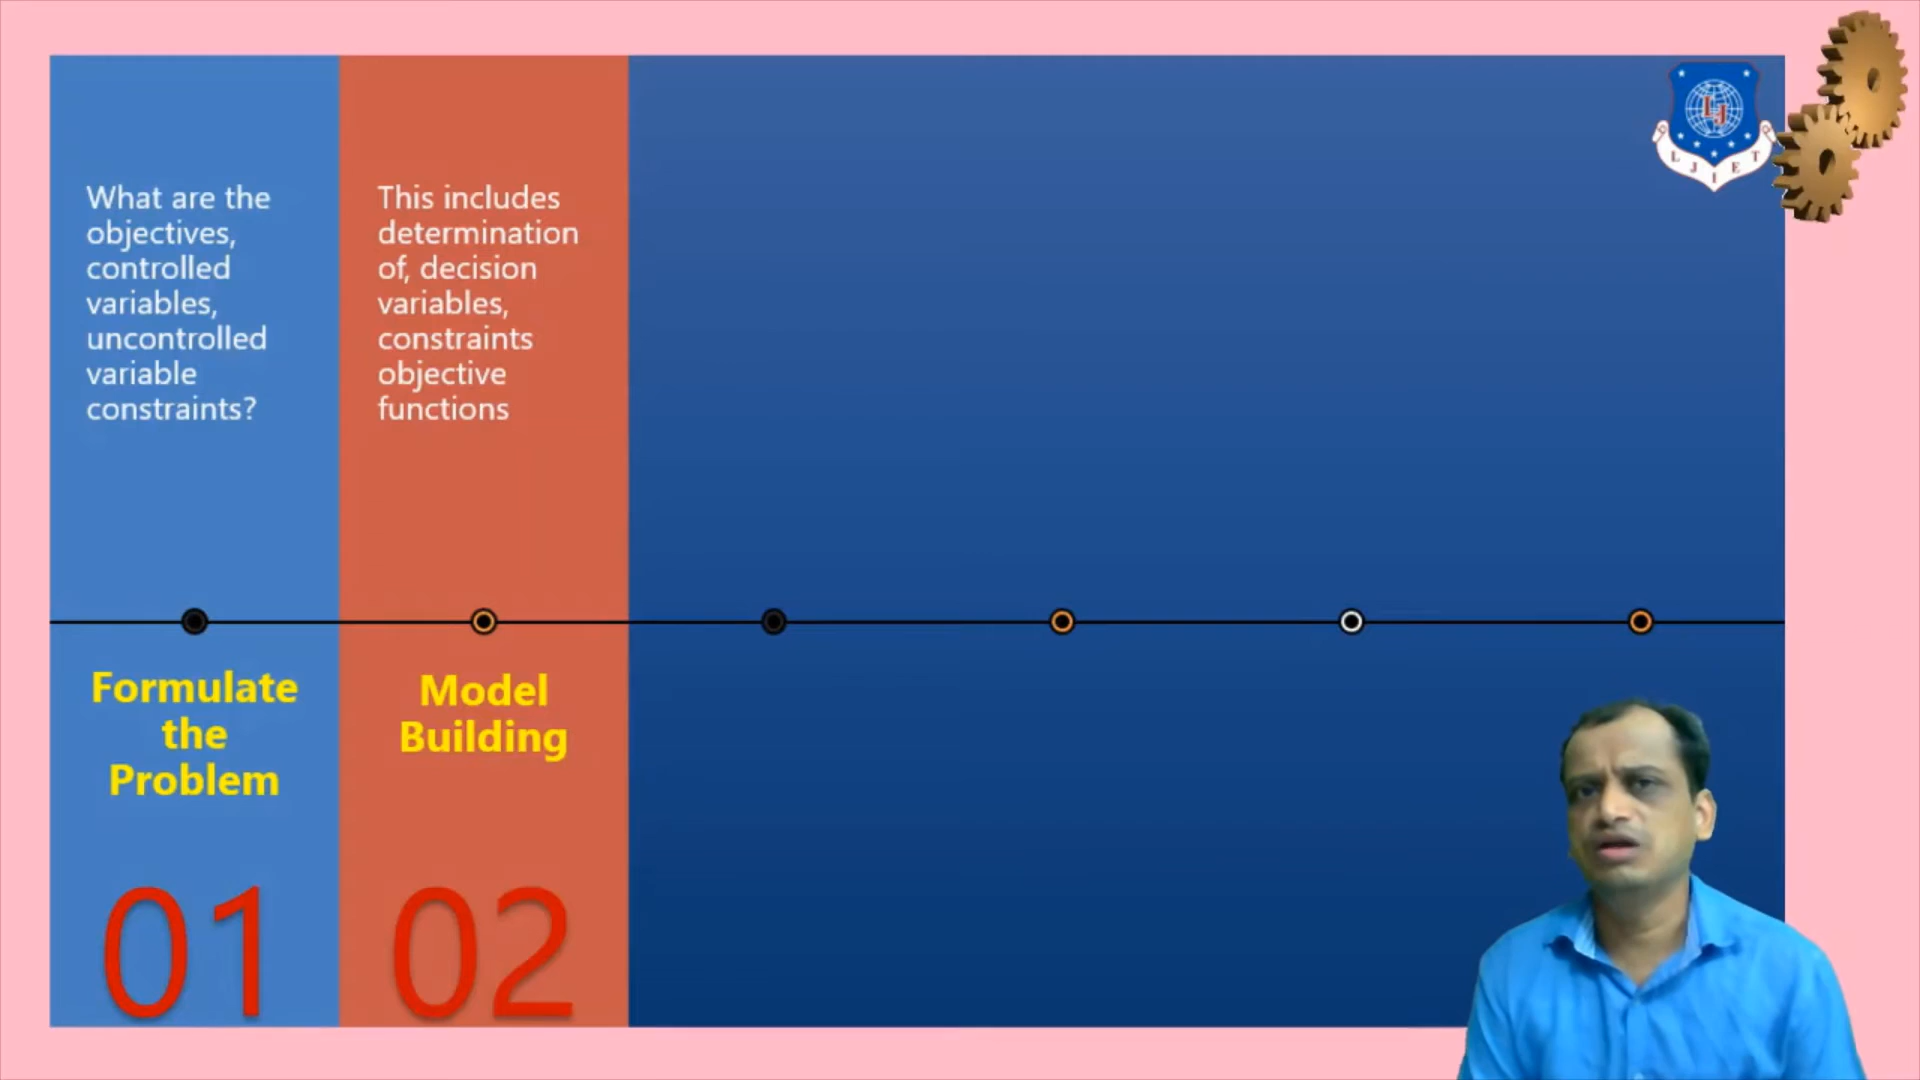 What are the
objectives,
controlled
variables,
uncontrolled
variable
constraints?
This includes
determination
of, decision
variables,
constraints
objective
functions
LJ
L J I E T
Formulate
the
Problem
Model
Building
01
02